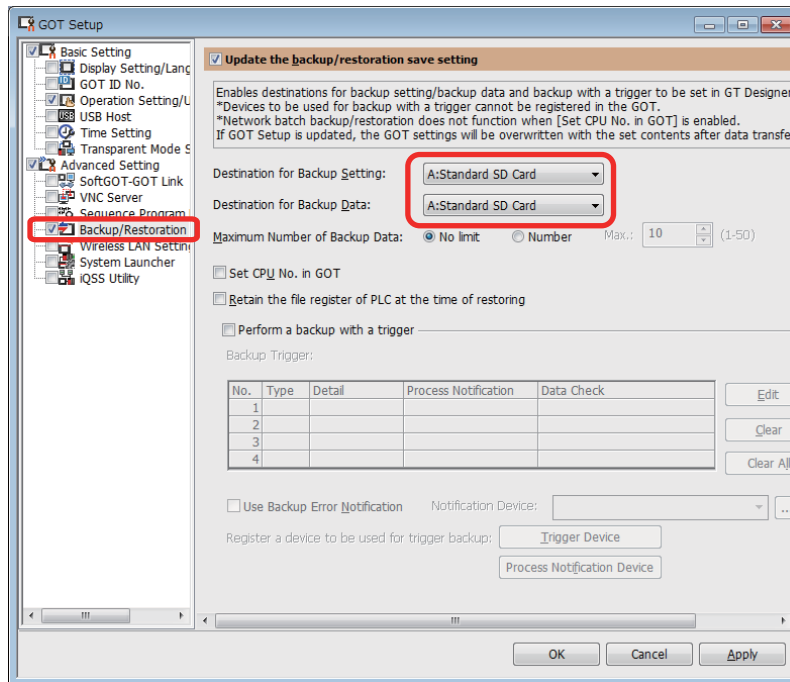 GOT Setup
Basic Setting
Display Setting/Lang
GOT ID No.
Operation Setting/U
USB Host
Time Setting
Transparent Mode S
Advanced Setting
SoftGOT-GOT Link
VNC Server
Sequence Program
Backup/Restoration
Wireless LAN Settin
System Launcher
iQSS Utility
Update the backup/restoration save setting
Enables destinations for backup setting/backup data and backup with a trigger to be set in GT Designer
*Devices to be used for backup with a trigger cannot be registered in the GOT.
*Network batch backup/restoration does not function when [Set CPU No. in GOT] is enabled.
If GOT Setup is updated, the GOT settings will be overwritten with the set contents after data transfe
Destination for Backup Setting: A:Standard SD Card
Destination for Backup Data: A:Standard SD Card
Maximum Number of Backup Data: No limit Number Max.: 10 (1-50)
Set CPU No. in GOT
Retain the file register of PLC at the time of restoring
Perform a backup with a trigger
Backup Trigger:
No. Type Detail Process Notification Data Check
1
2
3
4
Edit
Clear
Clear All
Use Backup Error Notification Notification Device: ..
Register a device to be used for trigger backup: Trigger Device
Process Notification Device
OK Cancel Apply